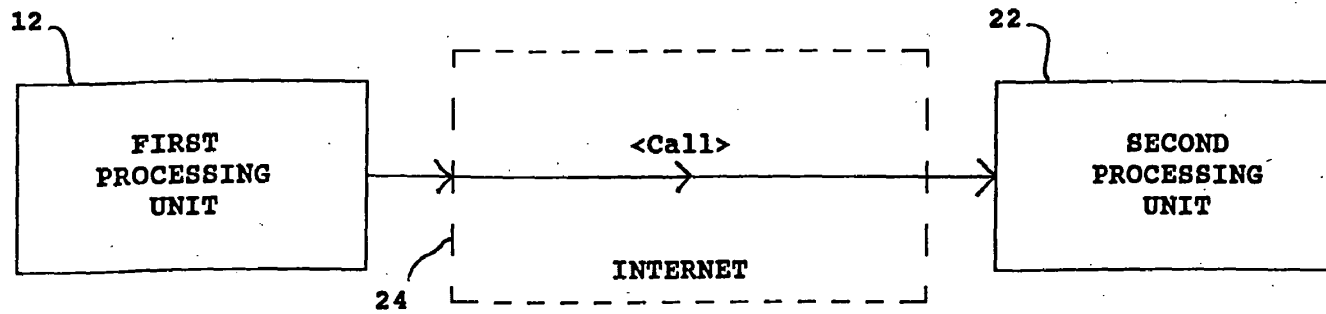 12
22
FIRST
PROCESSING
UNIT
<Call>
SECOND
PROCESSING
UNIT
INTERNET
24